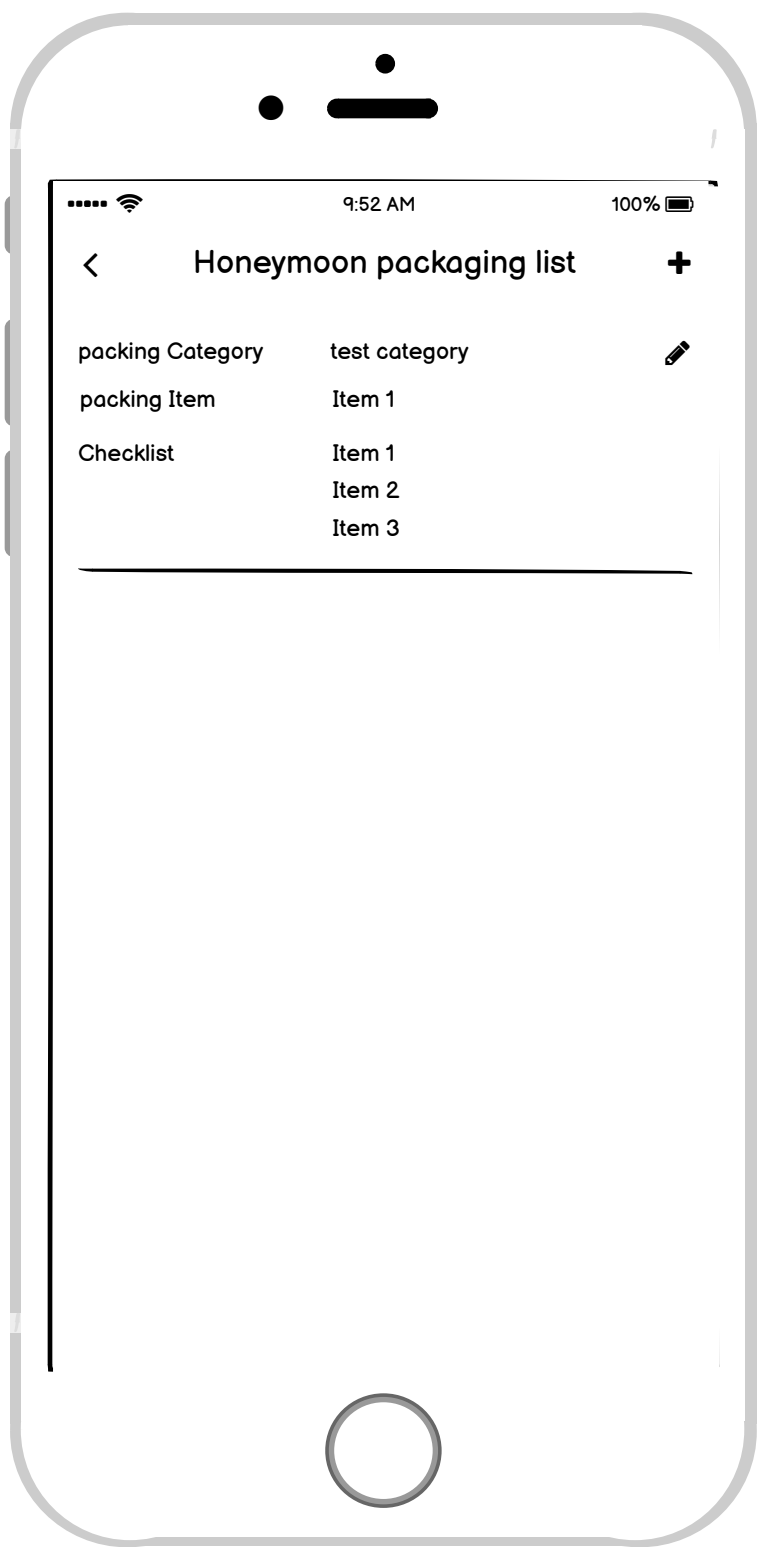 9:52 AM 100%
Honeymoon packaging list
packing Category test category
packing Item Item 1
Checklist Item 1
Item 2
Item 3